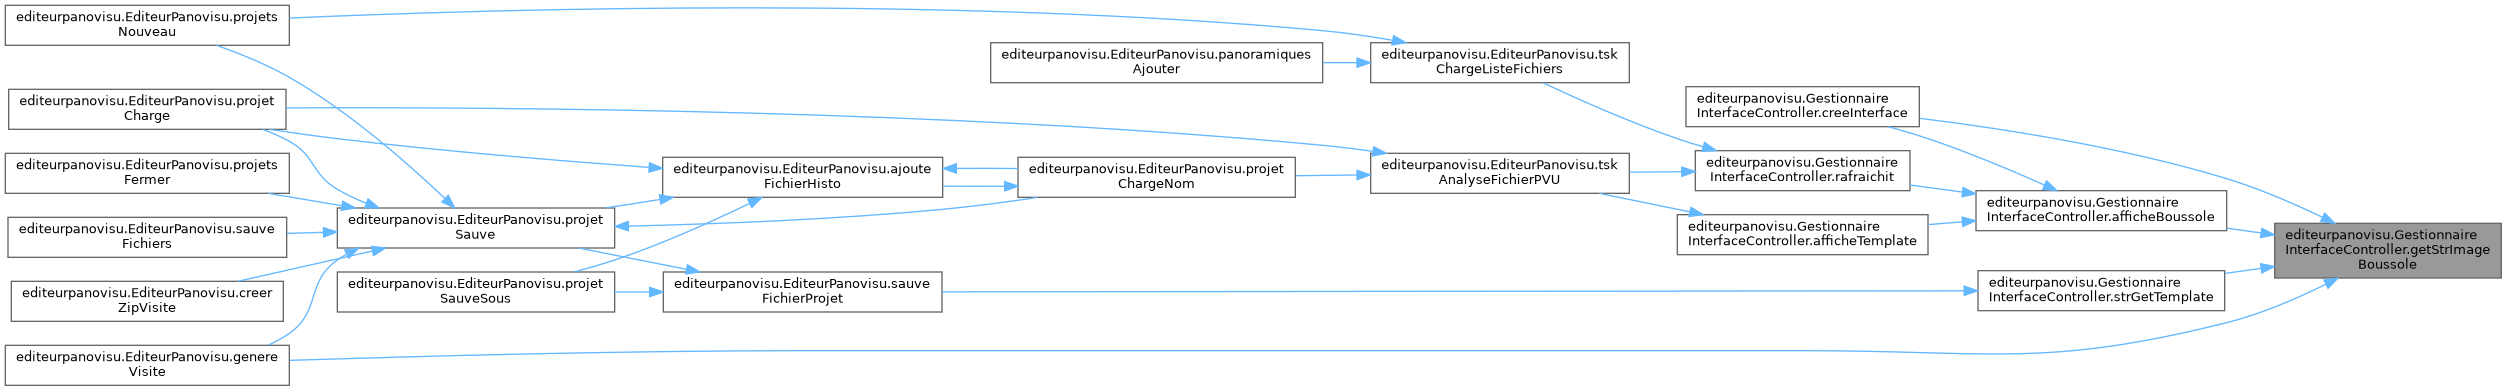 editeurpanovisu.EditeurPanovisu.projets
Nouveau
editeurpanovisu.EditeurPanovisu.projet
Charge
editeurpanovisu.EditeurPanovisu.projets
Fermer
editeurpanovisu.EditeurPanovisu.sauve
Fichiers
editeurpanovisu.EditeurPanovisu.creer
ZipVisite
editeurpanovisu.EditeurPanovisu.genere
Visite
editeurpanovisu.EditeurPanovisu.projet
Sauve
editeurpanovisu.EditeurPanovisu.projet
SauveSous
editeurpanovisu.EditeurPanovisu.ajoute
FichierHisto
editeurpanovisu.EditeurPanovisu.sauve
FichierProjet
editeurpanovisu.EditeurPanovisu.panoramiques
Ajouter
editeurpanovisu.EditeurPanovisu.projet
ChargeNom
editeurpanovisu.EditeurPanovisu.tsk
ChargeListeFichiers
editeurpanovisu.EditeurPanovisu.tsk
AnalyseFichierPVU
editeurpanovisu.Gestionnaire
InterfaceController.creeInterface
editeurpanovisu.Gestionnaire
InterfaceController.rafraichit
editeurpanovisu.Gestionnaire
InterfaceController.afficheTemplate
editeurpanovisu.Gestionnaire
InterfaceController.afficheBoussole
editeurpanovisu.Gestionnaire
InterfaceController.strGetTemplate
editeurpanovisu.Gestionnaire
InterfaceController.getStrImage
Boussole